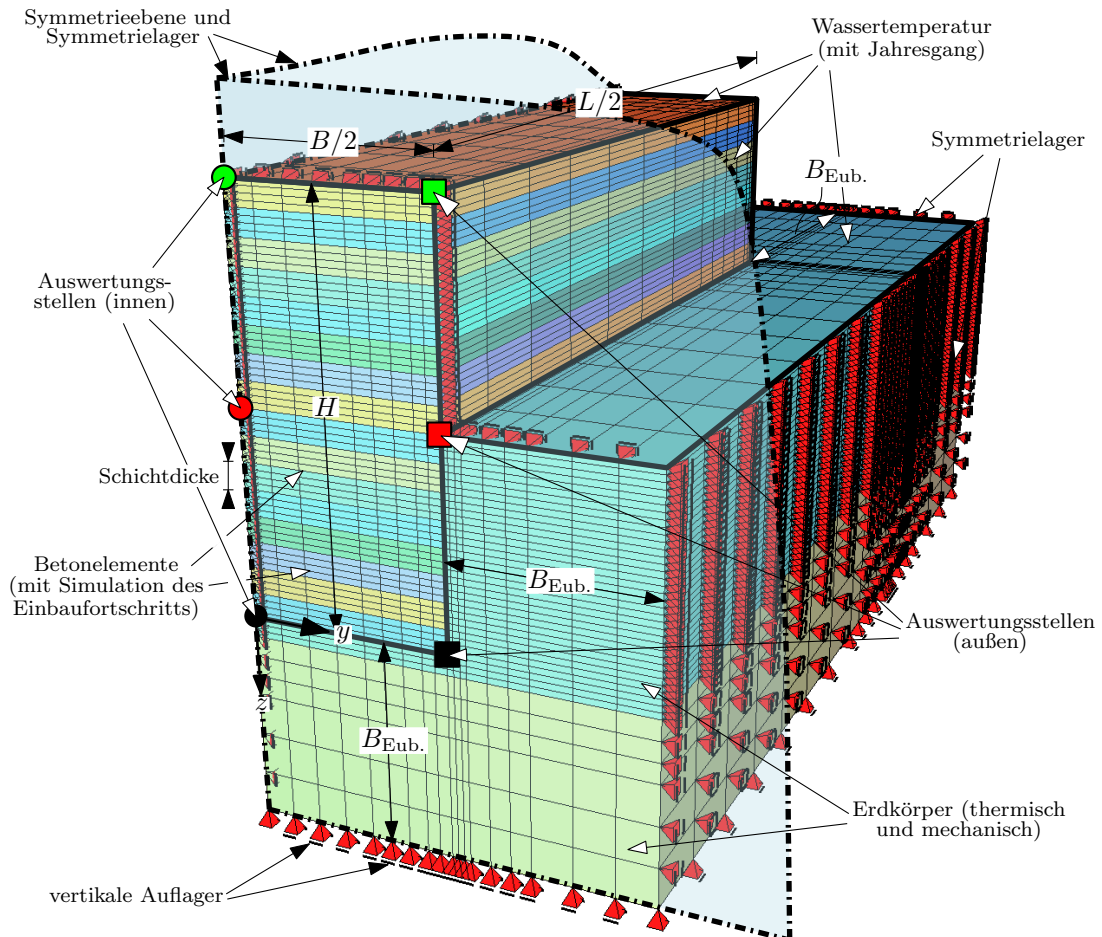 Symmetrieebene und
Symmetrielager
Wassertemperatur
(mit Jahresgang)
L/2
B/2
Symmetrielager
B_Eub.
Auswertungs-
stellen (innen)
H
Schichtdicke
Betonelemente
(mit Simulation des
Einbaufortschritts)
B_Eub.
Auswertungsstellen
(außen)
y
z
B_Eub.
Erdkörper (thermisch
und mechanisch)
vertikale Auflager